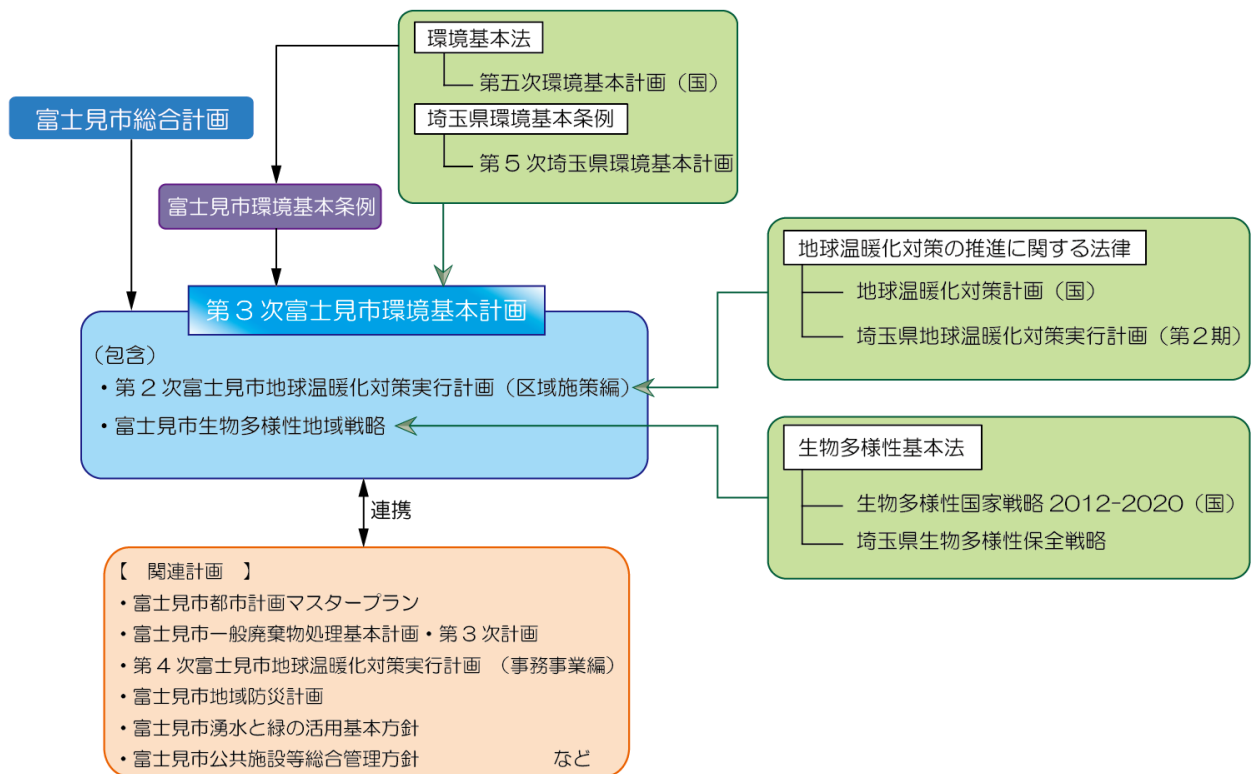 環境基本法
第五次環境基本計画（国）
埼玉県環境基本条例
第５次埼玉県環境基本計画
富士見市総合計画
富士見市環境基本条例
第３次富士見市環境基本計画
（包含）
・第２次富士見市地球温暖化対策実行計画（区域施策編）
・富士見市生物多様性地域戦略
地球温暖化対策の推進に関する法律
地球温暖化対策計画（国）
埼玉県地球温暖化対策実行計画（第２期）
生物多様性基本法
生物多様性国家戦略2012-2020（国）
埼玉県生物多様性保全戦略
連携
【　関連計画　】
・富士見市都市計画マスタープラン
・富士見市一般廃棄物処理基本計画・第３次計画
・第４次富士見市地球温暖化対策実行計画　（事務事業編）
・富士見市地域防災計画
・富士見市湧水と緑の活用基本方針
・富士見市公共施設等総合管理方針　　　　　　など